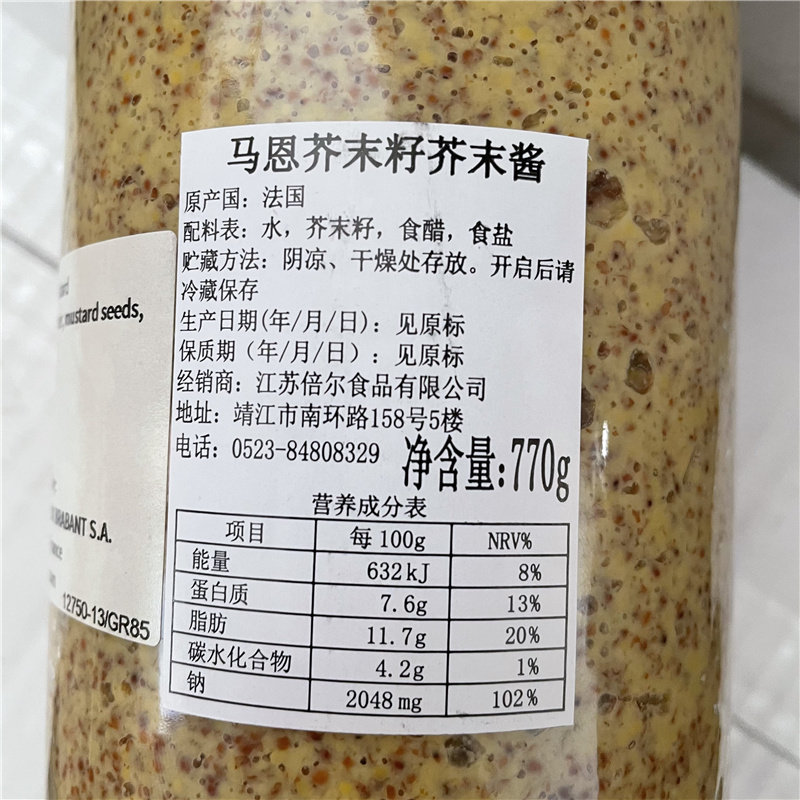 马恩芥末籽芥末酱
原产国：法国
配料表：水，芥末籽，食醋，食盐
贮藏方法：阴凉、干燥处存放。开启后请
冷藏保存
生产日期(年/月/日)：见原标
保质期（年/月/日）：见原标
经销商：江苏倍尔食品有限公司
地址：靖江市南环路158号5楼
电话：0523-84808329 净含量:770g
营养成分表
项目 每100g NRV%
能量 632kJ 8%
蛋白质 7.6g 13%
脂肪 11.7g 20%
碳水化合物 4.2g 1%
钠 2048mg 102%
mustard seeds,
BRABANT S.A.
12750-13/GR85